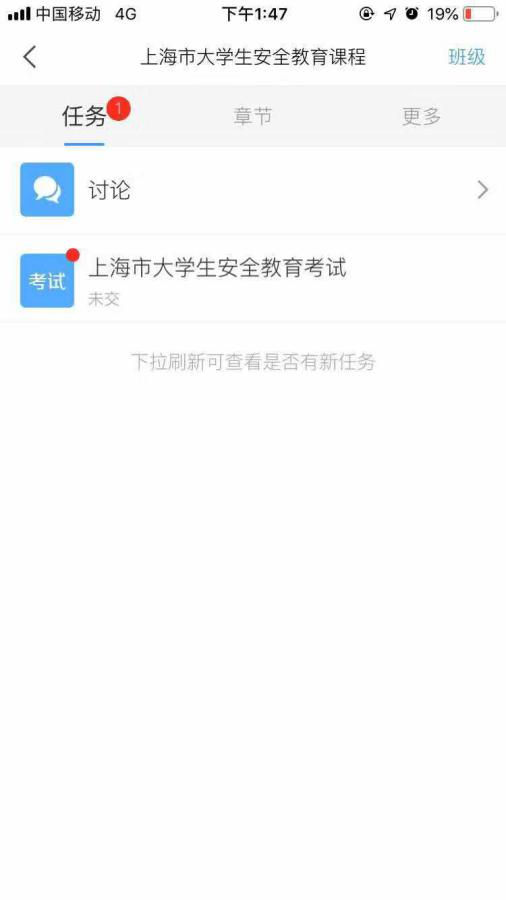 中国移动 4G 下午1:47 19%
上海市大学生安全教育课程 班级
任务 1 章节 更多
讨论
考试 上海市大学生安全教育考试
未交
下拉刷新可查看是否有新任务